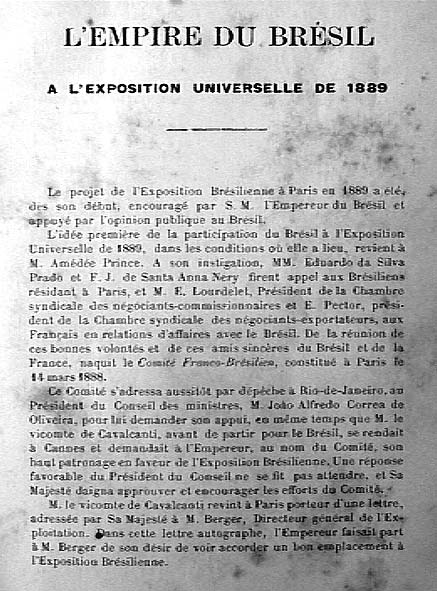 L'EMPIRE DU BRÉSIL
A L'EXPOSITION UNIVERSELLE DE 1889
Le projet de l'Exposition Brésilienne à Paris en 1889 a été,
des son début, encouragé par S. M. l'Empereur du Brésil et
appuyé par l'opinion publique au Brésil.
L'idée première de la participation du Brésil à l'Exposition
Universelle de 1889, dans les conditions où elle a lieu, revient à
M. Amédée Prince. A son instigation, MM. Eduardo da Silva
Prado et F. J. de Santa Anna Nery firent appel aux Brésiliens
résidant à Paris, et M. E. Lourdelet, Président de la Chambre
syndicale des négociants-commissionnaires et E. Pector, prési-
dent de la Chambre syndicale des négociants-exportateurs, aux
Français en relations d'affaires avec le Brésil. De la réunion de
ces bonnes volontés et de ces amis sincères du Brésil et de la
France, naquit le Comité Franco-Brésilien, constitué à Paris le
14 mars 1888.
Ce Comité s'adressa aussitôt par dépêche à Rio-de-Janeiro, au
Président du Conseil des ministres, M. João Alfredo Correa de
Oliveira, pour lui demander son appui, en même temps que M. le
vicomte de Cavalcanti, avant de partir pour le Brésil, se rendait
à Cannes et demandait à l'Empereur, au nom du Comité, son
haut patronage en faveur de l'Exposition Brésilienne. Une réponse
favorable du Président du Conseil ne se fit pas attendre, et Sa
Majesté daigna approuver et encourager les efforts du Comité.
M. le vicomte de Cavalcanti revint à Paris porteur d'une lettre,
adressée par Sa Majesté à M. Berger, Directeur général de l'Ex-
ploitation. Dans cette lettre autographe, l'Empereur faisait part
à M. Berger de son désir de voir accorder un bon emplacement à
l'Exposition Brésilienne.